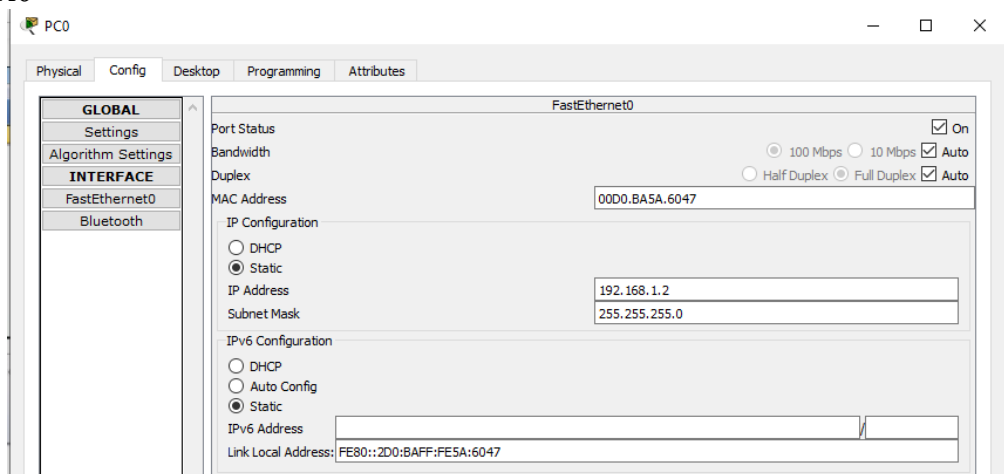 PC0
Physical Config Desktop Programming Attributes
GLOBAL
Settings
Algorithm Settings
INTERFACE
FastEthernet0
Bluetooth
FastEthernet0
Port Status On
Bandwidth 100 Mbps 10 Mbps Auto
Duplex Half Duplex Full Duplex Auto
MAC Address 00D0.BA5A.6047
IP Configuration
DHCP
Static
IP Address 192.168.1.2
Subnet Mask 255.255.255.0
IPv6 Configuration
DHCP
Auto Config
Static
IPv6 Address /
Link Local Address: FE80::2D0:BAFF:FE5A:6047